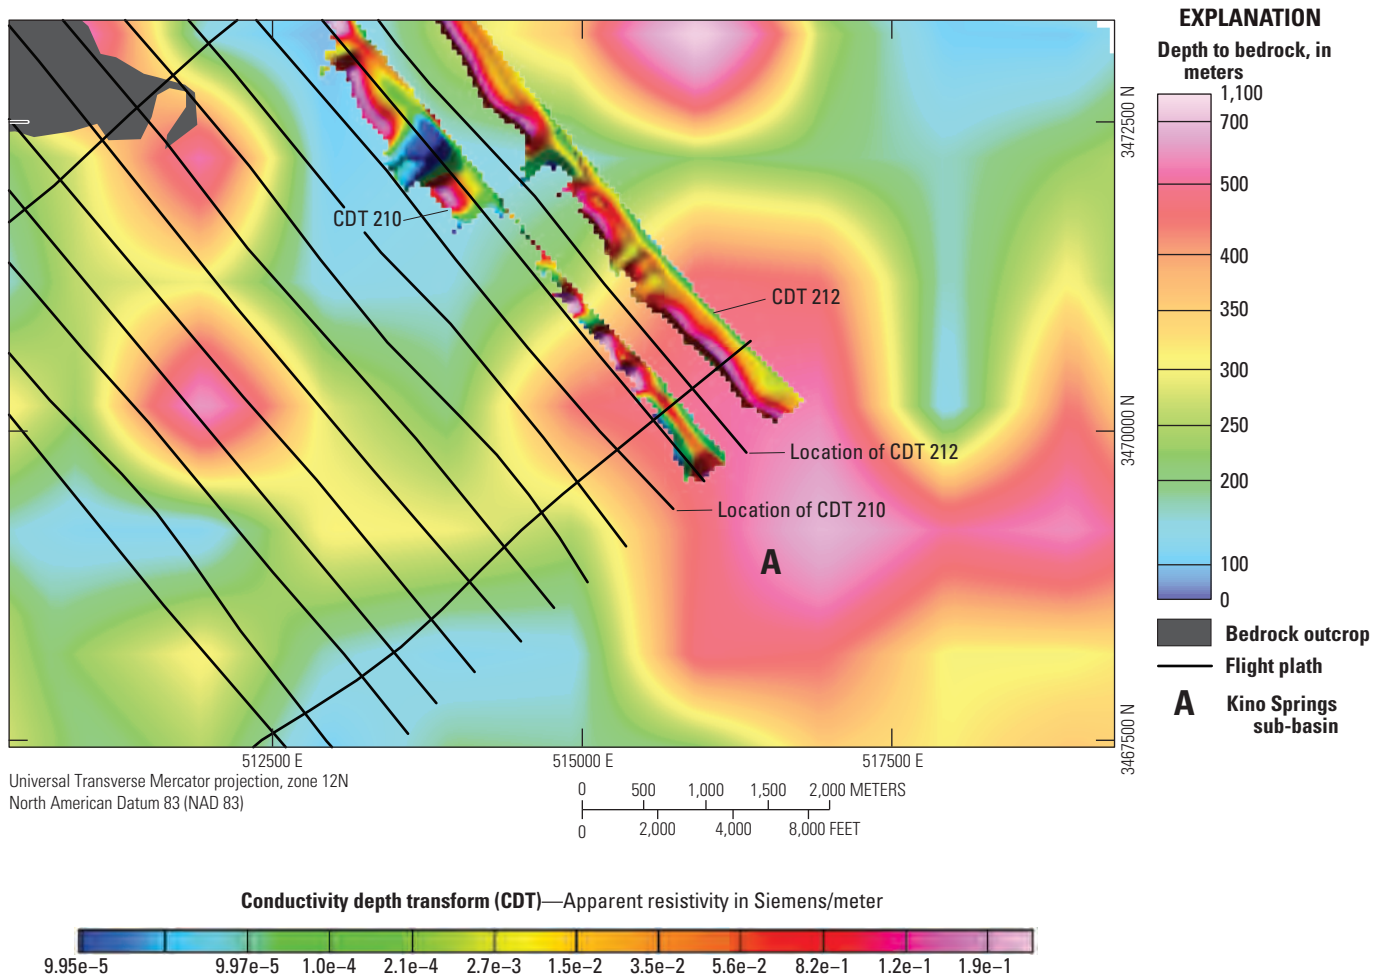 EXPLANATION
Depth to bedrock, in
meters
1,100
700
500
400
350
300
250
200
100
0
Bedrock outcrop
Flight plath
A
Kino Springs
sub-basin
3472500 N
3470000 N
3467500 N
CDT 210
CDT 212
Location of CDT 212
Location of CDT 210
A
512500 E
515000 E
517500 E
Universal Transverse Mercator projection, zone 12N
North American Datum 83 (NAD 83)
0 500 1,000 1,500 2,000 METERS
0 2,000 4,000 8,000 FEET
Conductivity depth transform (CDT)—Apparent resistivity in Siemens/meter
9.95e–5 9.97e–5 1.0e–4 2.1e–4 2.7e–3 1.5e–2 3.5e–2 5.6e–2 8.2e–1 1.2e–1 1.9e–1